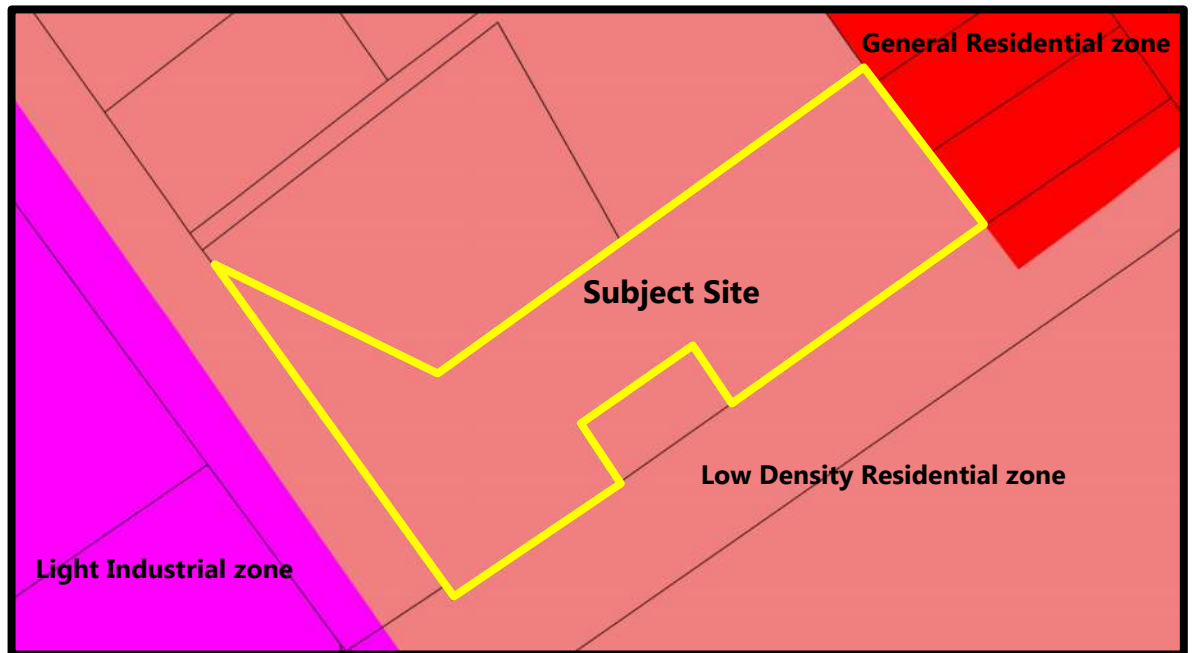 General Residential zone
Subject Site
Low Density Residential zone
Light Industrial zone